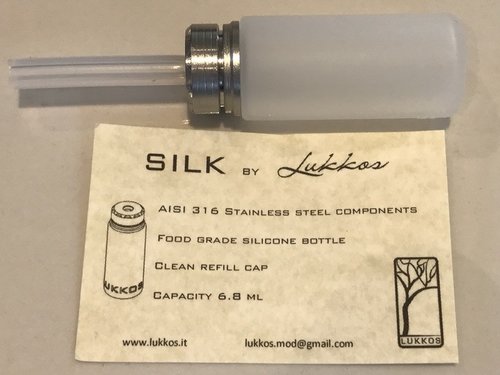 SILK BY Lukkos
AISI 316 STAINLESS STEEL COMPONENTS
FOOD GRADE SILICONE BOTTLE
CLEAN REFILL CAP
CAPACITY 6.8 ML
LUKKOS
LUKKOS
www.lukkos.it lukkos.mod@gmail.com